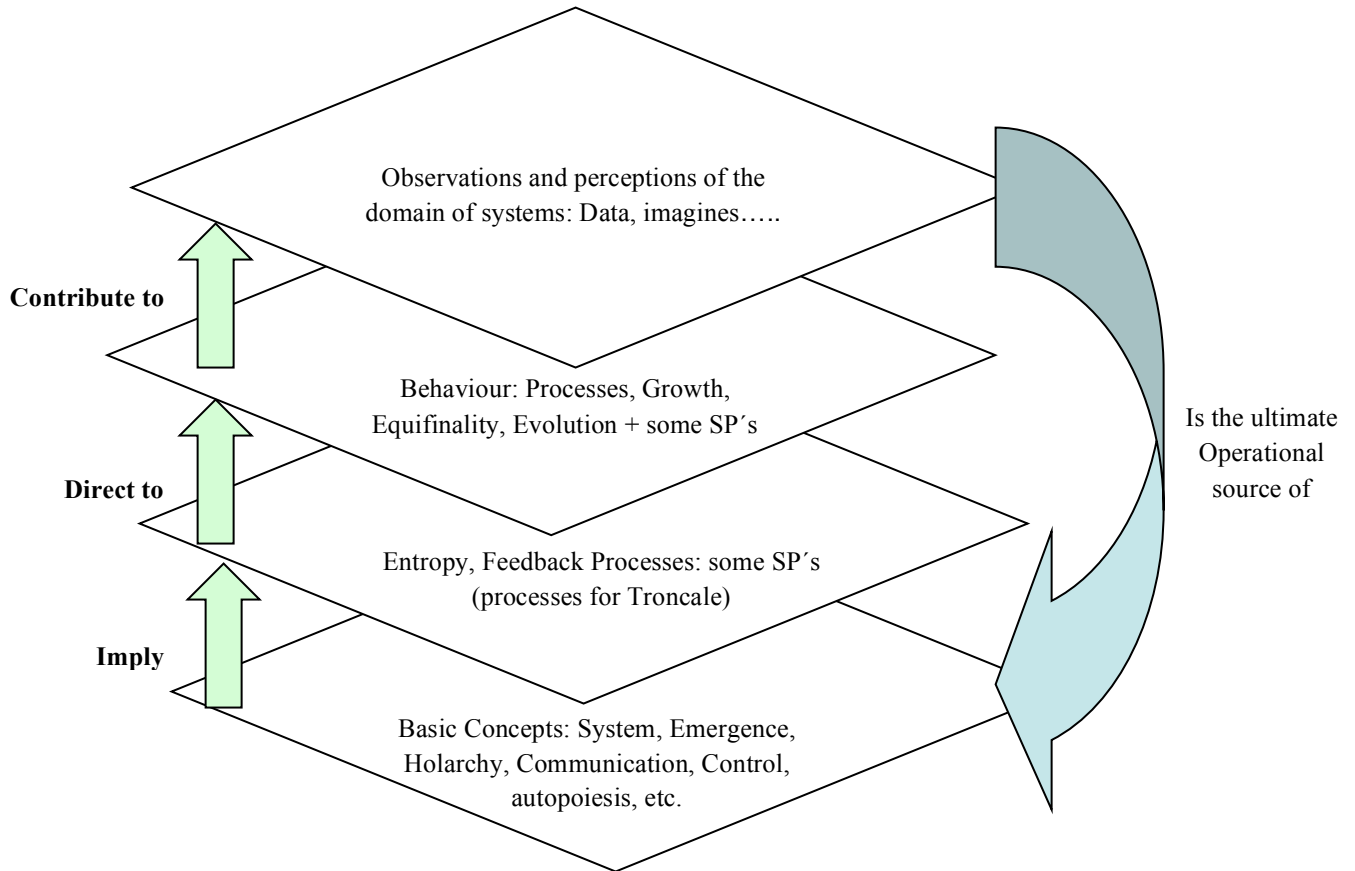 Observations and perceptions of the
domain of systems: Data, imagines…..
Contribute to
Behaviour: Processes, Growth,
Equifinality, Evolution + some SP´s
Is the ultimate
Operational
source of
Direct to
Entropy, Feedback Processes: some SP´s
(processes for Troncale)
Imply
Basic Concepts: System, Emergence,
Holarchy, Communication, Control,
autopoiesis, etc.